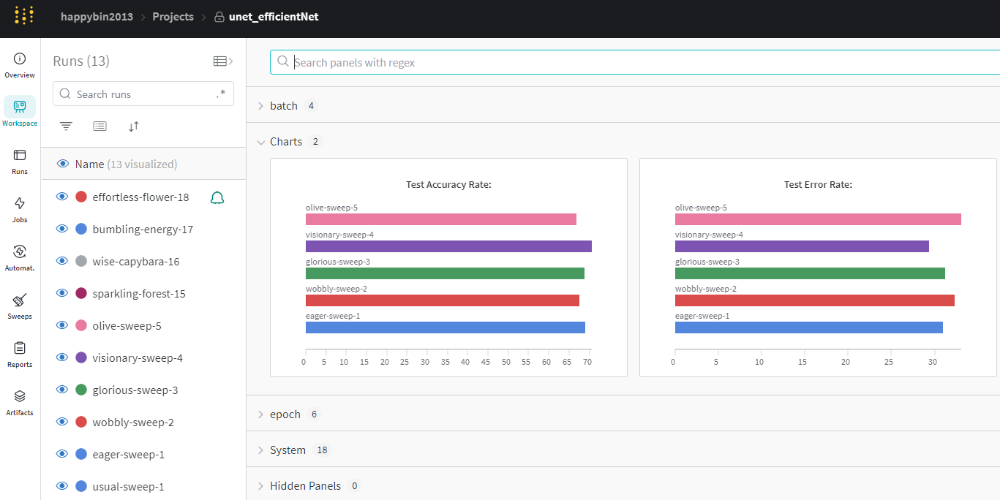 happybin2013 > Projects > unet_efficientNet
Overview
Workspace
Runs
Jobs
Automat.
Sweeps
Reports
Artifacts
Runs (13)
Search runs .*
Name (13 visualized)
effortless-flower-18
bumbling-energy-17
wise-capybara-16
sparkling-forest-15
olive-sweep-5
visionary-sweep-4
glorious-sweep-3
wobbly-sweep-2
eager-sweep-1
usual-sweep-1
Search panels with regex
batch 4
Charts 2
Test Accuracy Rate:
olive-sweep-5
visionary-sweep-4
glorious-sweep-3
wobbly-sweep-2
eager-sweep-1
0 5 10 15 20 25 30 35 40 45 50 55 60 65 70
Test Error Rate:
olive-sweep-5
visionary-sweep-4
glorious-sweep-3
wobbly-sweep-2
eager-sweep-1
0 5 10 15 20 25 30
epoch 6
System 18
Hidden Panels 0